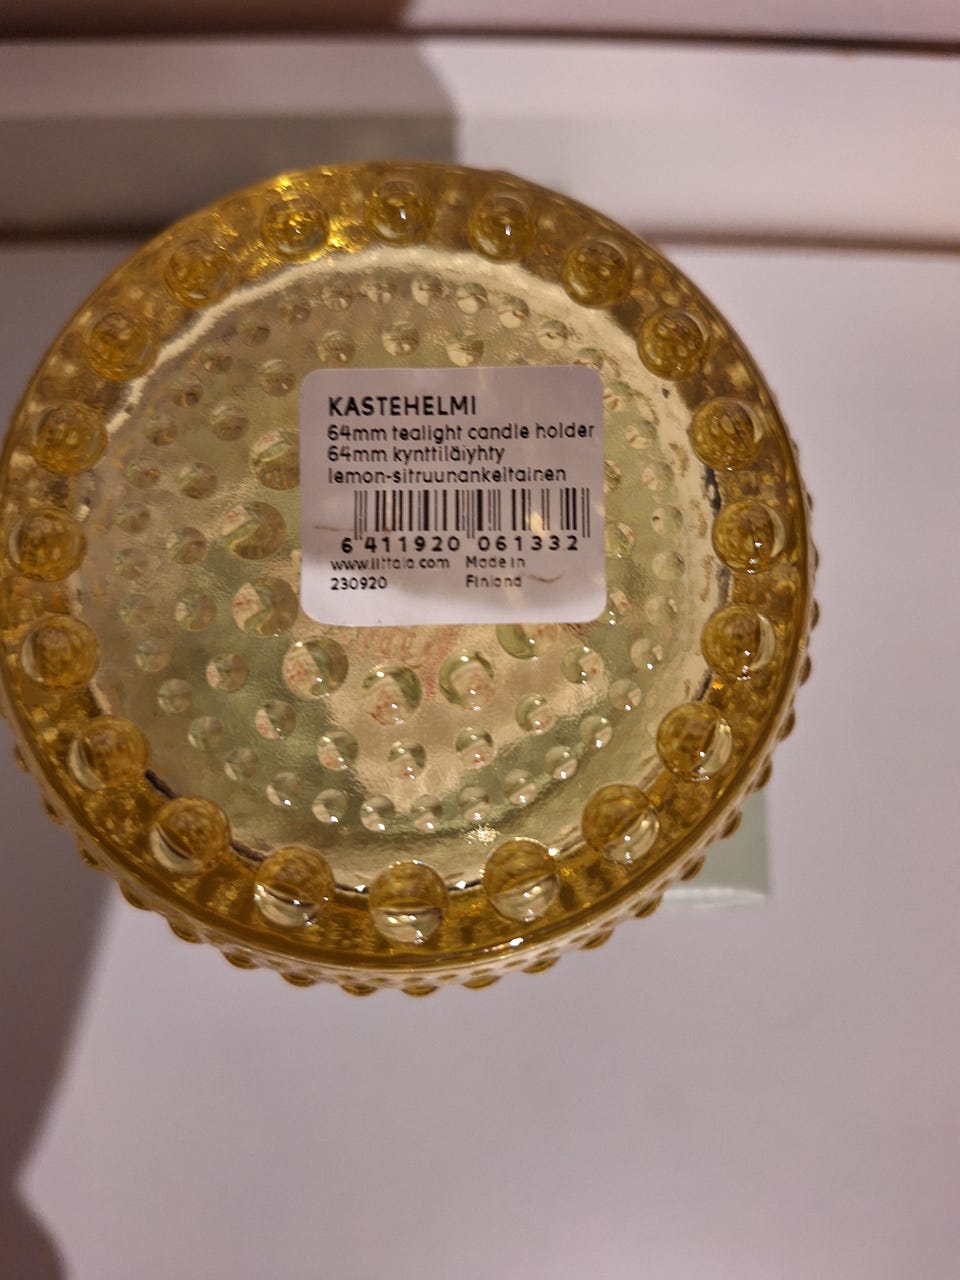 KASTEHELMI
64mm tealight candle holder
64mm kynttiläiyhty
lemon-sitruunankeltainen
6 411920 061332
www.iittala.com Made in
230920 Finland